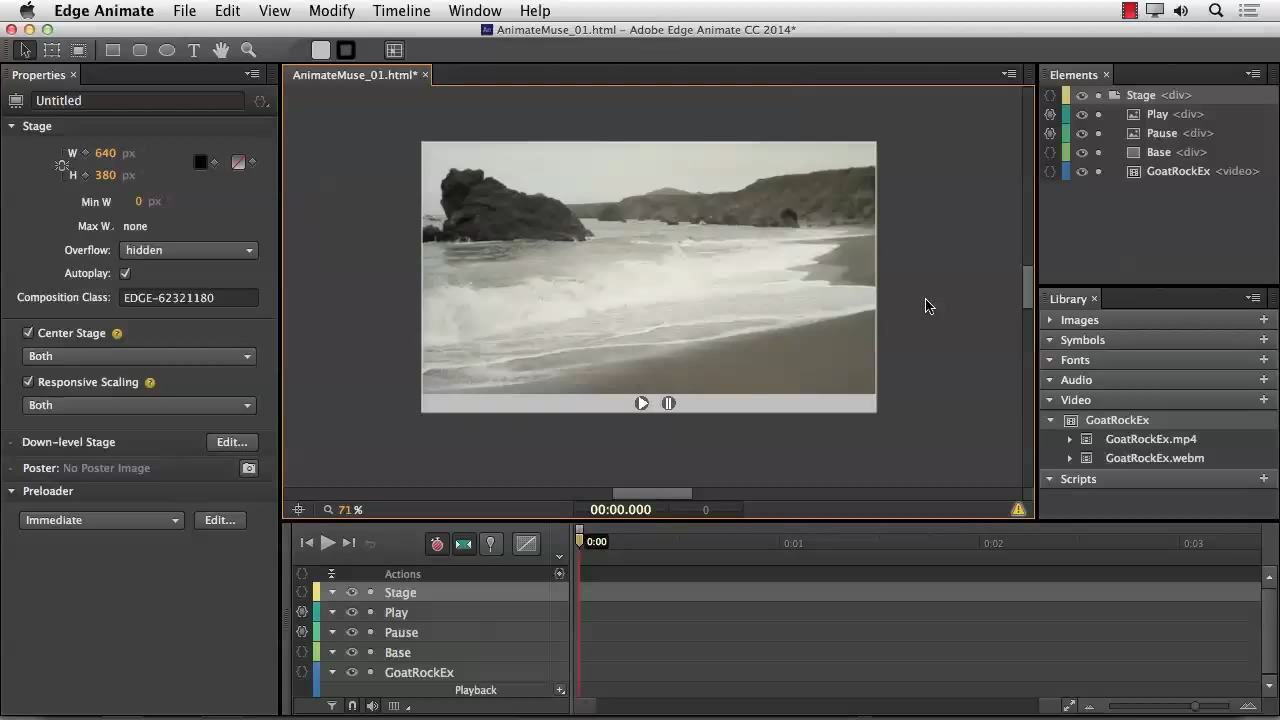 Edge Animate File Edit View Modify Timeline Window Help
AnimateMuse_01.html – Adobe Edge Animate CC 2014*
Properties
AnimateMuse_01.html*
Elements
Untitled
Stage
W 640 px
H 380 px
Min W 0 px
Max W none
Overflow: hidden
Autoplay:
Composition Class: EDGE-62321180
Center Stage
Both
Responsive Scaling
Both
Down-level Stage Edit...
Poster: No Poster Image
Preloader
Immediate Edit...
Stage <div>
Play <div>
Pause <div>
Base <div>
GoatRockEx <video>
Library
Images
Symbols
Fonts
Audio
Video
GoatRockEx
GoatRockEx.mp4
GoatRockEx.webm
Scripts
71%
00:00.000
0
0:00
0:01
0:02
0:03
Actions
Stage
Play
Pause
Base
GoatRockEx
Playback